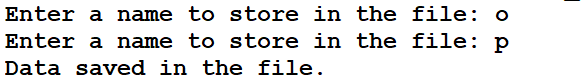 Enter a name to store in the file: o
Enter a name to store in the file: p
Data saved in the file.